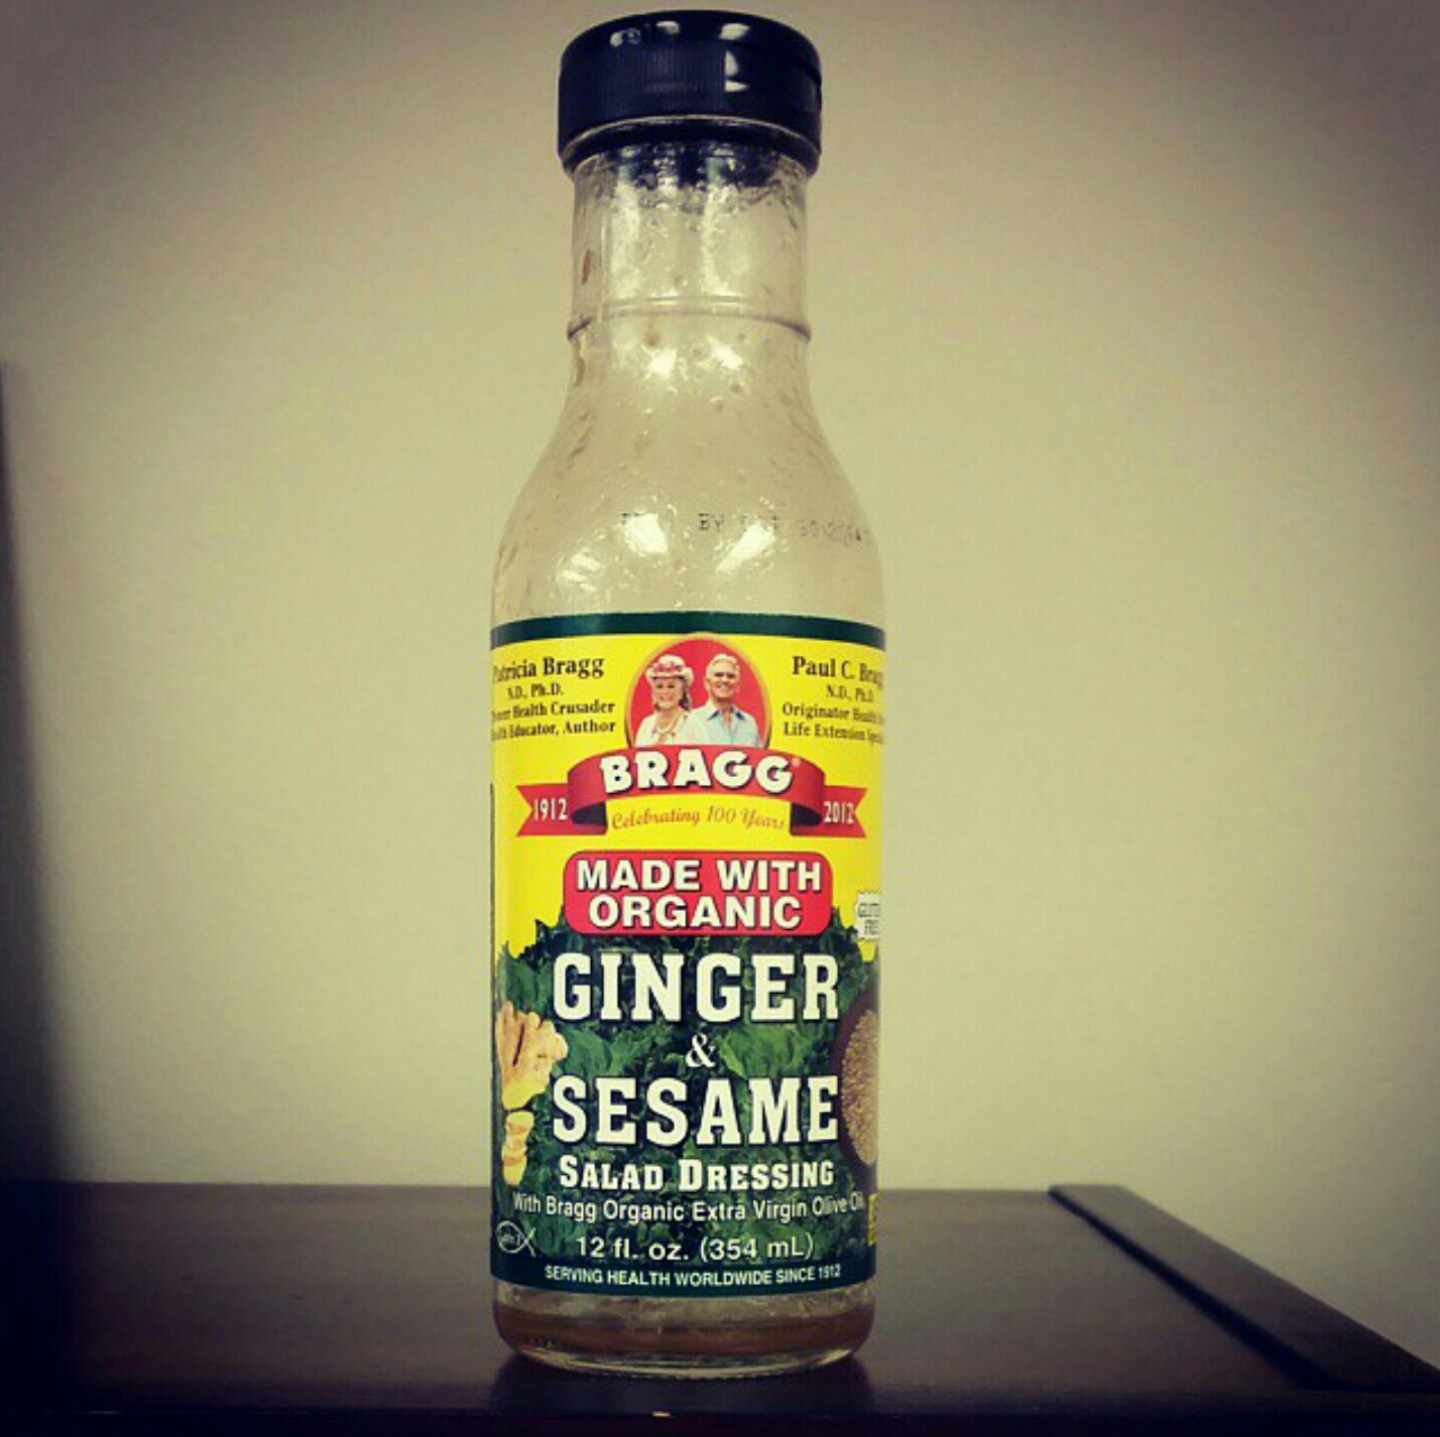 BY
Patricia Bragg
N.D., Ph.D.
Health Crusader
Educator, Author
Paul C.
N.D., Ph.D.
Originator
Life Extension
BRAGG
1912 Celebrating 100 Years 2012
MADE WITH
ORGANIC
GINGER
&
SESAME
SALAD DRESSING
With Bragg Organic Extra Virgin Olive Oil
12 fl. oz. (354 mL)
SERVING HEALTH WORLDWIDE SINCE 1912